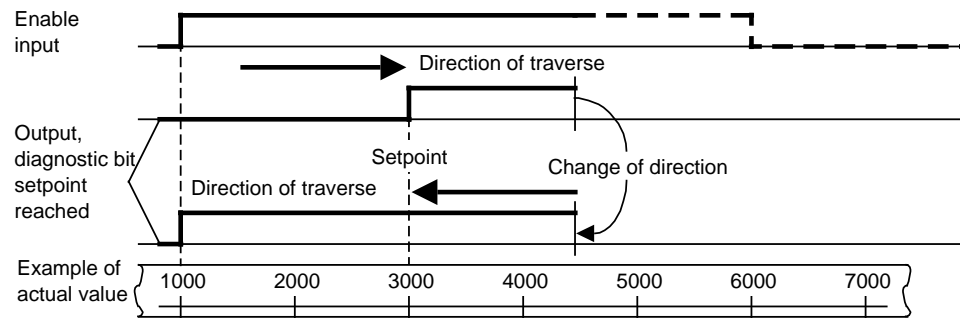 Enable
input
Direction of traverse
Output,
diagnostic bit
setpoint
reached
Setpoint
Change of direction
Direction of traverse
Example of
actual value
1000 2000 3000 4000 5000 6000 7000